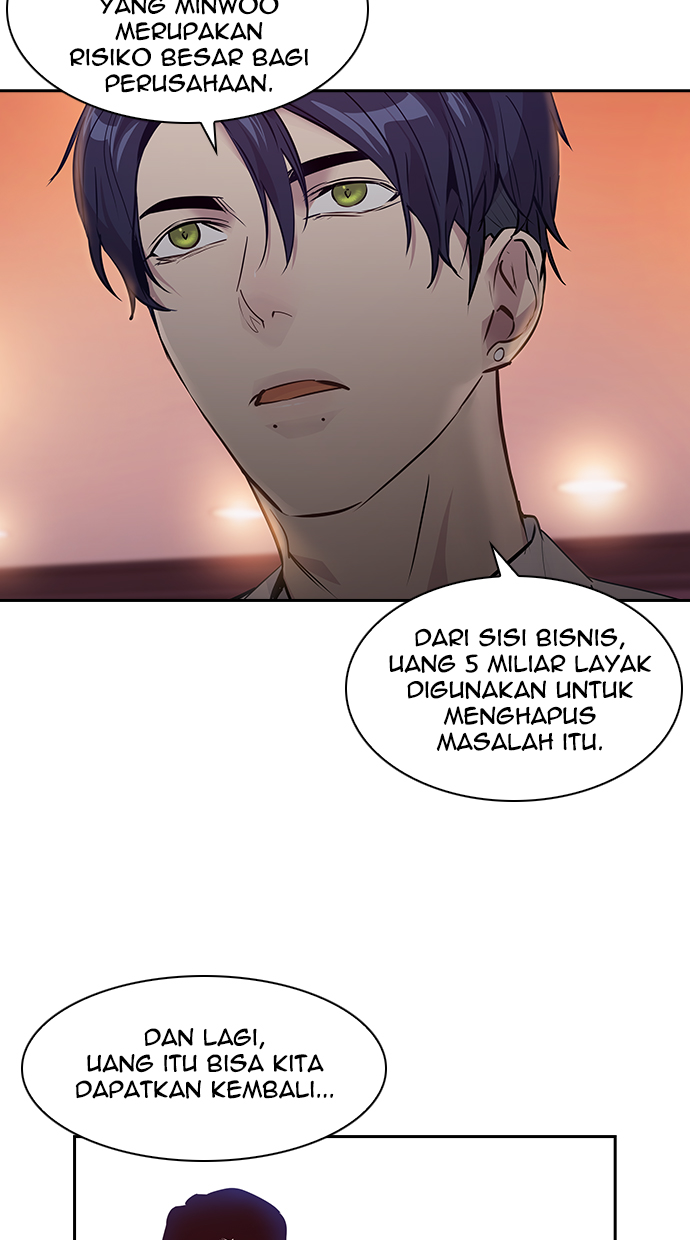 YANG MINWOO
MERUPAKAN
RISIKO BESAR BAGI
PERUSAHAAN.
DARI SISI BISNIS,
UANG 5 MILIAR LAYAK
DIGUNAKAN UNTUK
MENGHAPUS
MASALAH ITU.
DAN LAGI,
UANG ITU BISA KITA
DAPATKAN KEMBALI...